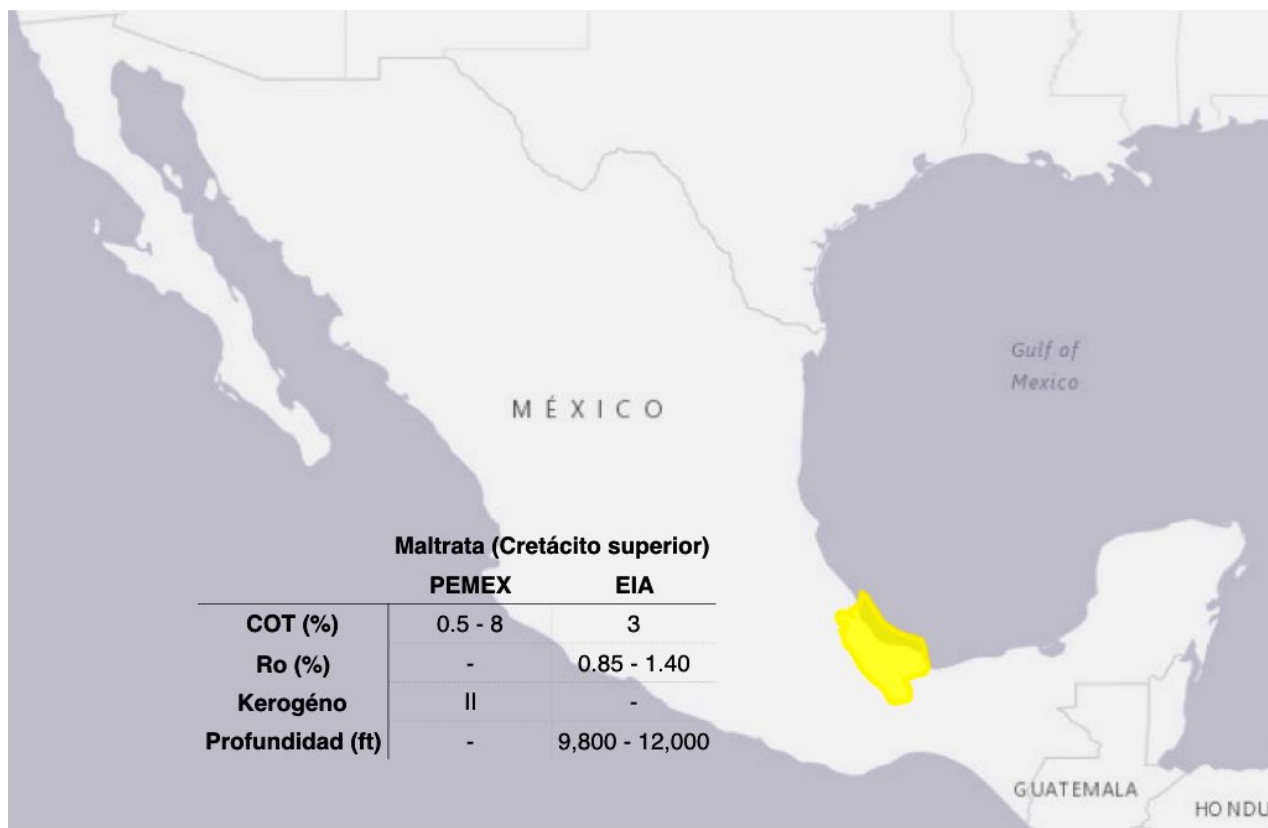 Gulf of
Mexico
MÉXICO
Maltrata (Cretácito superior)
PEMEX EIA
COT (%) 0.5 - 8 3
Ro (%) - 0.85 - 1.40
Kerogéno II -
Profundidad (ft) - 9,800 - 12,000
GUATEMALA
HONDU